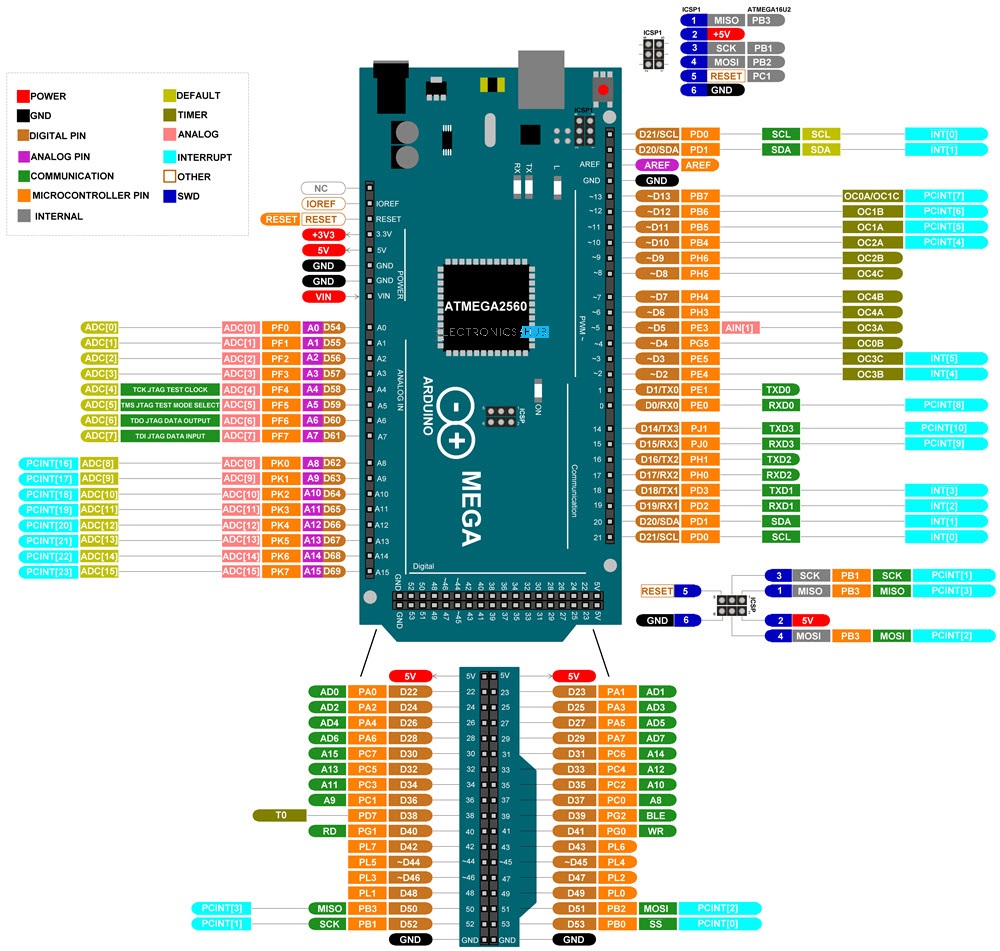 ICSP1 ATMEGA16U2
ICSP1
1 MISO PB3
2 +5V
3 SCK PB1
4 MOSI PB2
5 RESET PC1
6 GND
POWER DEFAULT
GND TIMER
DIGITAL PIN ANALOG
ANALOG PIN INTERRUPT
COMMUNICATION OTHER
MICROCONTROLLER PIN SWD
INTERNAL
ICSP1
RX TX L
NC
IOREF IOREF
RESET RESET RESET
+3V3 3.3V
5V 5V
GND GND
GND GND
VIN VIN
POWER
D21/SCL PD0 SCL SCL INT[0]
D20/SDA PD1 SDA SDA INT[1]
AREF AREF AREF
GND GND
~13 ~D13 PB7 OC0A/OC1C PCINT[7]
~12 ~D12 PB6 OC1B PCINT[6]
~11 ~D11 PB5 OC1A PCINT[5]
~10 ~D10 PB4 OC2A PCINT[4]
~9 ~D9 PH6 OC2B
~8 ~D8 PH5 OC4C
~7 ~D7 PH4 OC4B
~6 ~D6 PH3 OC4A
~5 ~D5 PE3 AIN[1] OC3A
~4 ~D4 PG5 OC0B
~3 ~D3 PE5 OC3C INT[5]
~2 ~D2 PE4 OC3B INT[4]
1 D1/TX0 PE1 TXD0
0 D0/RX0 PE0 RXD0 PCINT[8]
14 D14/TX3 PJ1 TXD3 PCINT[10]
15 D15/RX3 PJ0 RXD3 PCINT[9]
16 D16/TX2 PH1 TXD2
17 D17/RX2 PH0 RXD2
18 D18/TX1 PD3 TXD1 INT[3]
19 D19/RX1 PD2 RXD1 INT[2]
20 D20/SDA PD1 SDA INT[1]
21 D21/SCL PD0 SCL INT[0]
PWM ~
Communication
ATMEGA2560
ELECTRONICS HUB
ADC[0] ADC[0] PF0 A0 D54 A0
ADC[1] ADC[1] PF1 A1 D55 A1
ADC[2] ADC[2] PF2 A2 D56 A2
ADC[3] ADC[3] PF3 A3 D57 A3
ADC[4] TCK JTAG TEST CLOCK ADC[4] PF4 A4 D58 A4
ADC[5] TMS JTAG TEST MODE SELECT ADC[5] PF5 A5 D59 A5
ADC[6] TDO JTAG DATA OUTPUT ADC[6] PF6 A6 D60 A6
ADC[7] TDI JTAG DATA INPUT ADC[7] PF7 A7 D61 A7
PCINT[16] ADC[8] ADC[8] PK0 A8 D62 A8
PCINT[17] ADC[9] ADC[9] PK1 A9 D63 A9
PCINT[18] ADC[10] ADC[10] PK2 A10 D64 A10
PCINT[19] ADC[11] ADC[11] PK3 A11 D65 A11
PCINT[20] ADC[12] ADC[12] PK4 A12 D66 A12
PCINT[21] ADC[13] ADC[13] PK5 A13 D67 A13
PCINT[22] ADC[14] ADC[14] PK6 A14 D68 A14
PCINT[23] ADC[15] ADC[15] PK7 A15 D69 A15
ANALOG IN
ARDUINO
MEGA
ON
ICSP
Digital
GND 52 50 48 46 ~44 42 40 38 36 34 32 30 28 26 24 22 5V
GND 53 51 49 47 ~45 43 41 39 37 35 33 31 29 27 25 23 5V
3 SCK PB1 SCK PCINT[1]
RESET 5 1 MISO PB3 MISO PCINT[3]
ICSP
GND 6 2 5V
4 MOSI PB3 MOSI PCINT[2]
5V 5V 5V 5V
AD0 PA0 D22 22 23 D23 PA1 AD1
AD2 PA2 D24 24 25 D25 PA3 AD3
AD4 PA4 D26 26 27 D27 PA5 AD5
AD6 PA6 D28 28 29 D29 PA7 AD7
A15 PC7 D30 30 31 D31 PC6 A14
A13 PC5 D32 32 33 D33 PC4 A12
A11 PC3 D34 34 35 D35 PC2 A10
A9 PC1 D36 36 37 D37 PC0 A8
T0 PD7 D38 38 39 D39 PG2 BLE
RD PG1 D40 40 41 D41 PG0 WR
PL7 D42 42 43 D43 PL6
PL5 ~D44 ~44 ~45 ~D45 PL4
PL3 ~D46 ~46 47 D47 PL2
PL1 D48 48 49 D49 PL0
PCINT[3] MISO PB3 D50 50 51 D51 PB2 MOSI PCINT[2]
PCINT[1] SCK PB1 D52 52 53 D53 PB0 SS PCINT[0]
GND GND GND GND